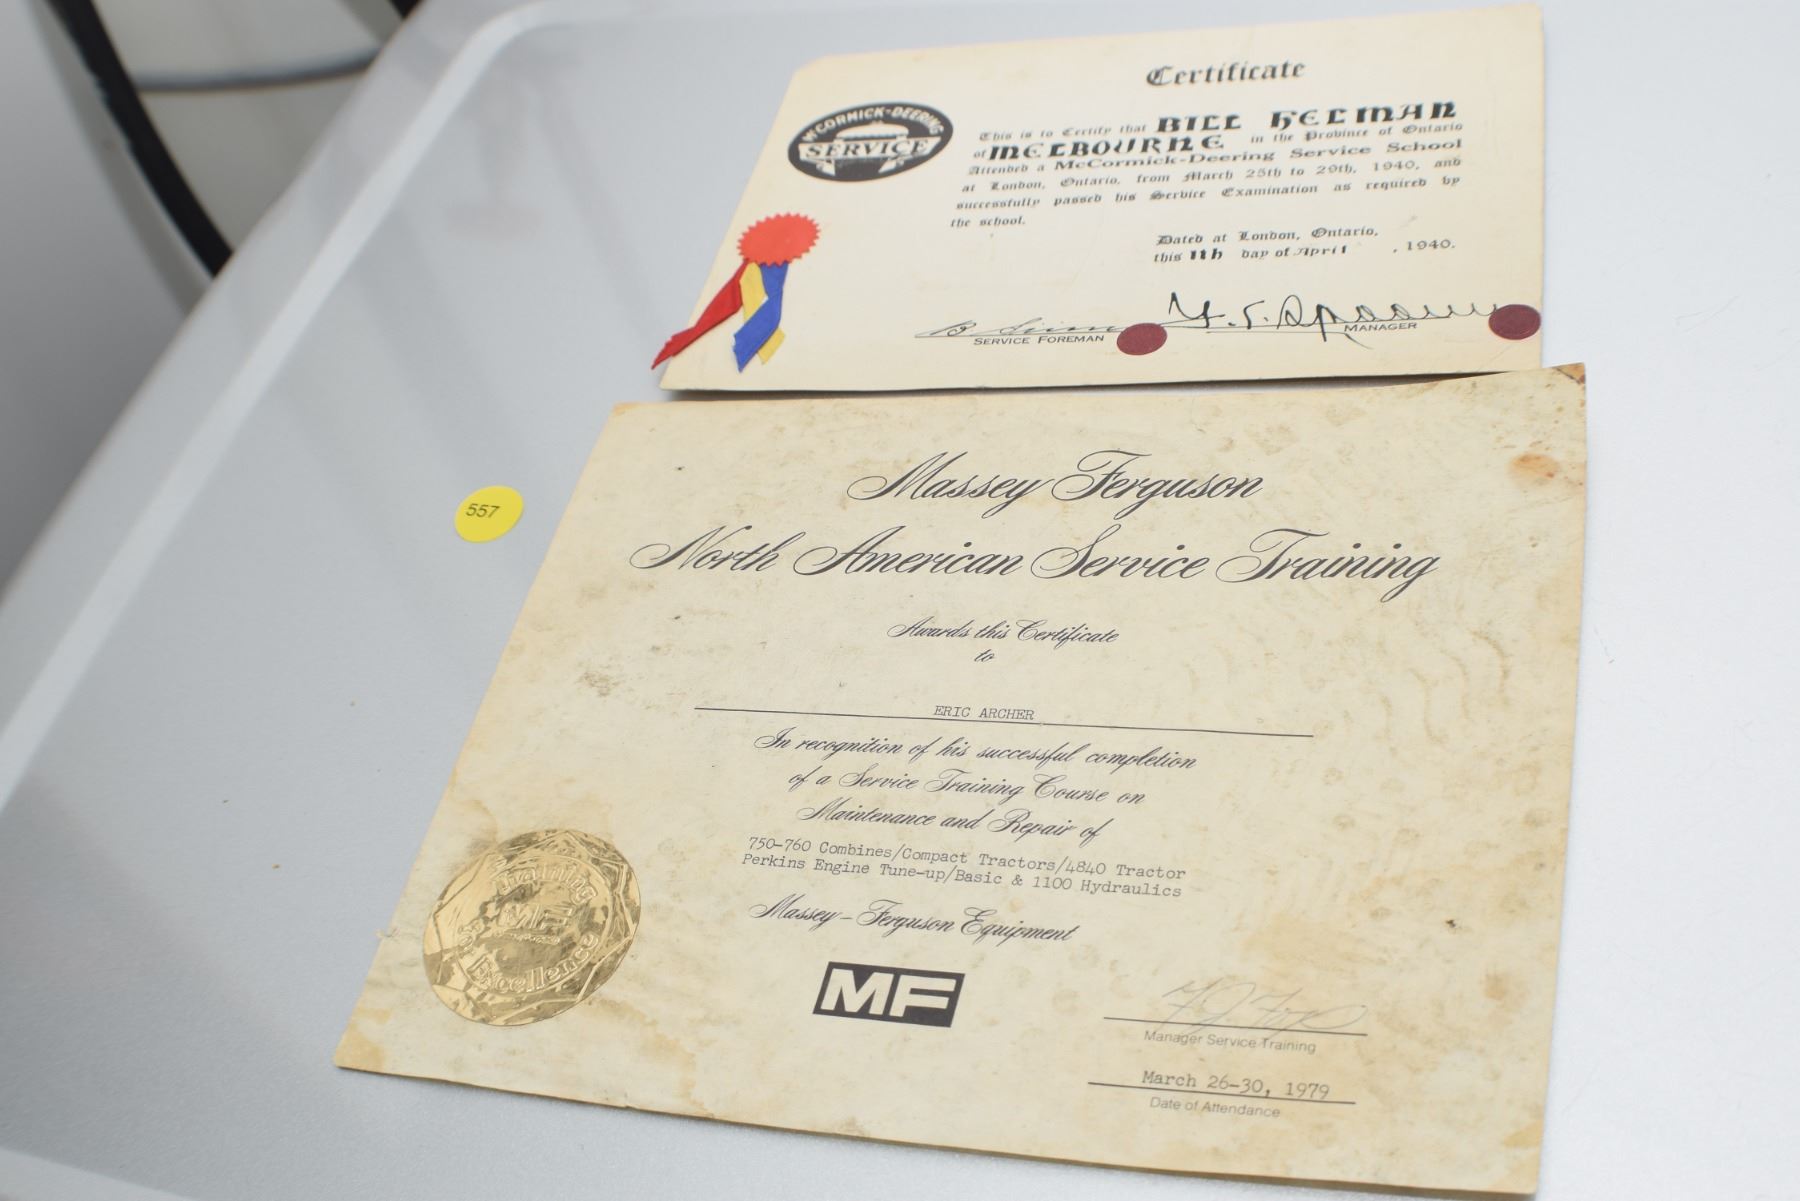 Certificate
McCORMICK-DEERING
SERVICE
This is to Certify that BILL HELMAN
of MELBOURNE in the Province of Ontario
Attended a McCormick-Deering Service School
at London, Ontario, from March 25th to 29th, 1940, and
successfully passed his Service Examination as required by
the school.
Dated at London, Ontario,
this 11th day of April , 1940.
SERVICE FOREMAN
MANAGER
557
Massey Ferguson
North American Service Training
Awards this Certificate
to
ERIC ARCHER
In recognition of his successful completion
of a Service Training Course on
Maintenance and Repair of
750-760 Combines/Compact Tractors/4840 Tractor
Perkins Engine Tune-up/Basic & 1100 Hydraulics
Massey-Ferguson Equipment
Training
MF
Excellence
MF
Manager Service Training
March 26-30, 1979
Date of Attendance